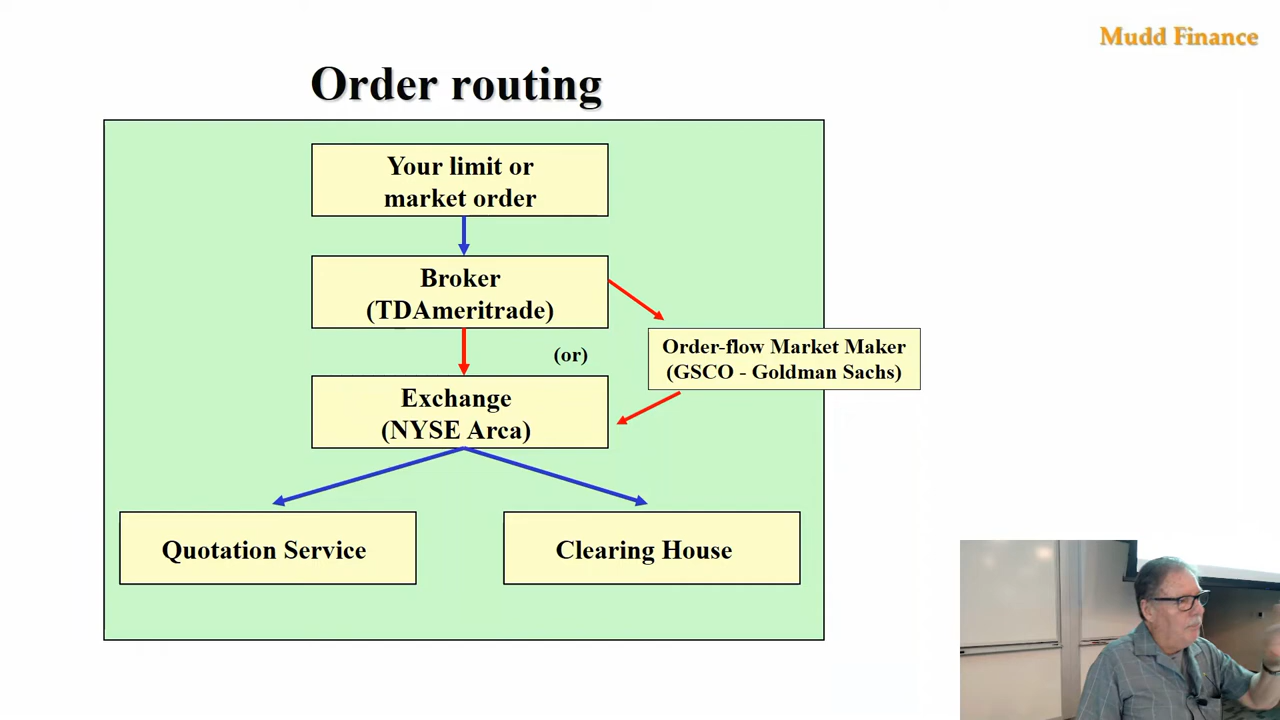 Mudd Finance
Order routing
Your limit or
market order
Broker
(TDAmeritrade)
(or)
Order-flow Market Maker
(GSCO - Goldman Sachs)
Exchange
(NYSE Arca)
Quotation Service
Clearing House